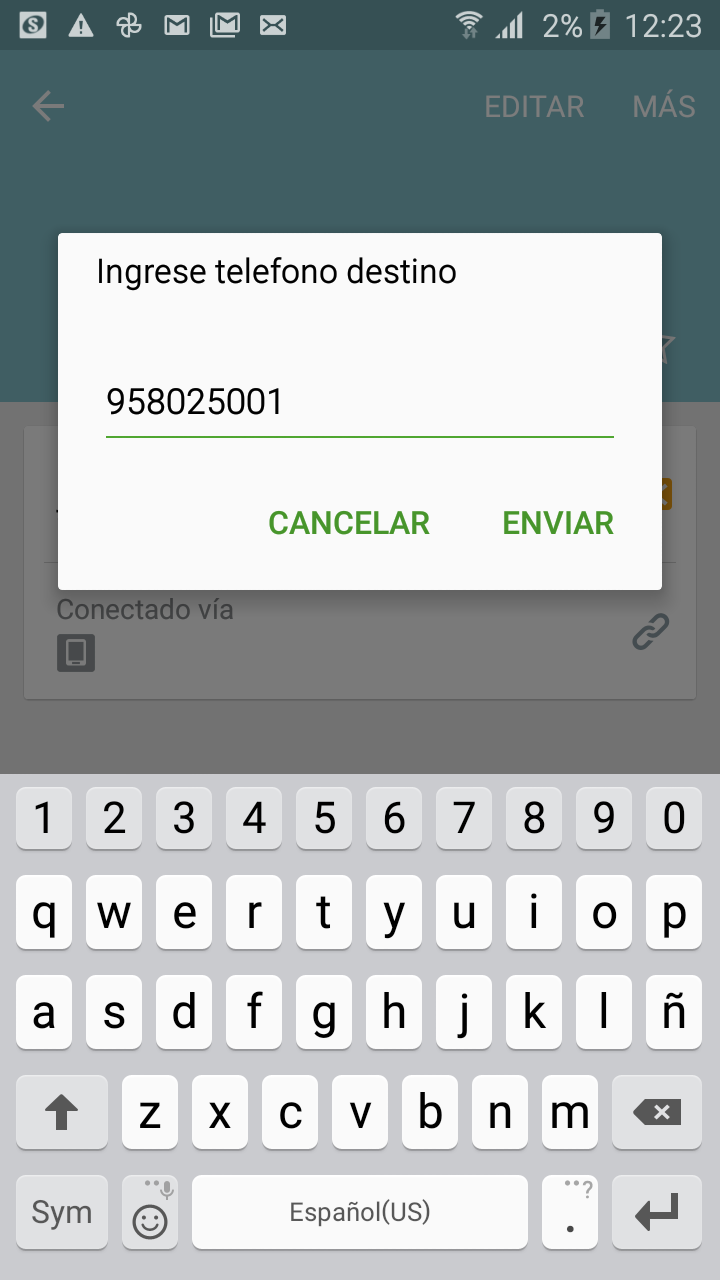 2% 12:23
EDITAR MÁS
Ingrese telefono destino
958025001
CANCELAR ENVIAR
Conectado vía
1 2 3 4 5 6 7 8 9 0
q w e r t y u i o p
a s d f g h j k l ñ
z x c v b n m
Sym Español(US) .